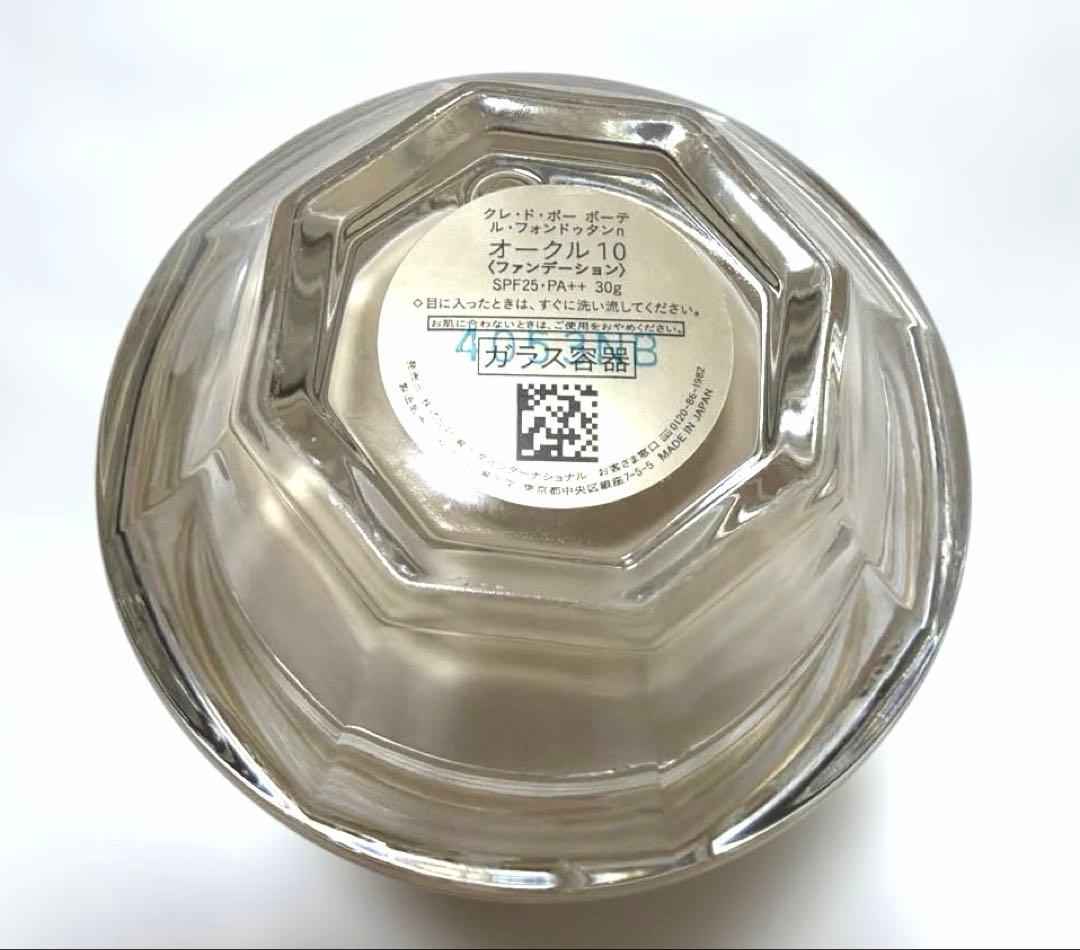 クレ・ド・ポー ボーテ
ル・フォンドゥタンn
オークル10
〈ファンデーション〉
SPF25・PA++ 30g
◇目に入ったときは、すぐに洗い流してください。
お肌に合わないときは、ご使用をおやめください。
4053NB
ガラス容器
インターナショナル お客さま窓口 0120-86-1982
東京都中央区銀座7-5-5 MADE IN JAPAN